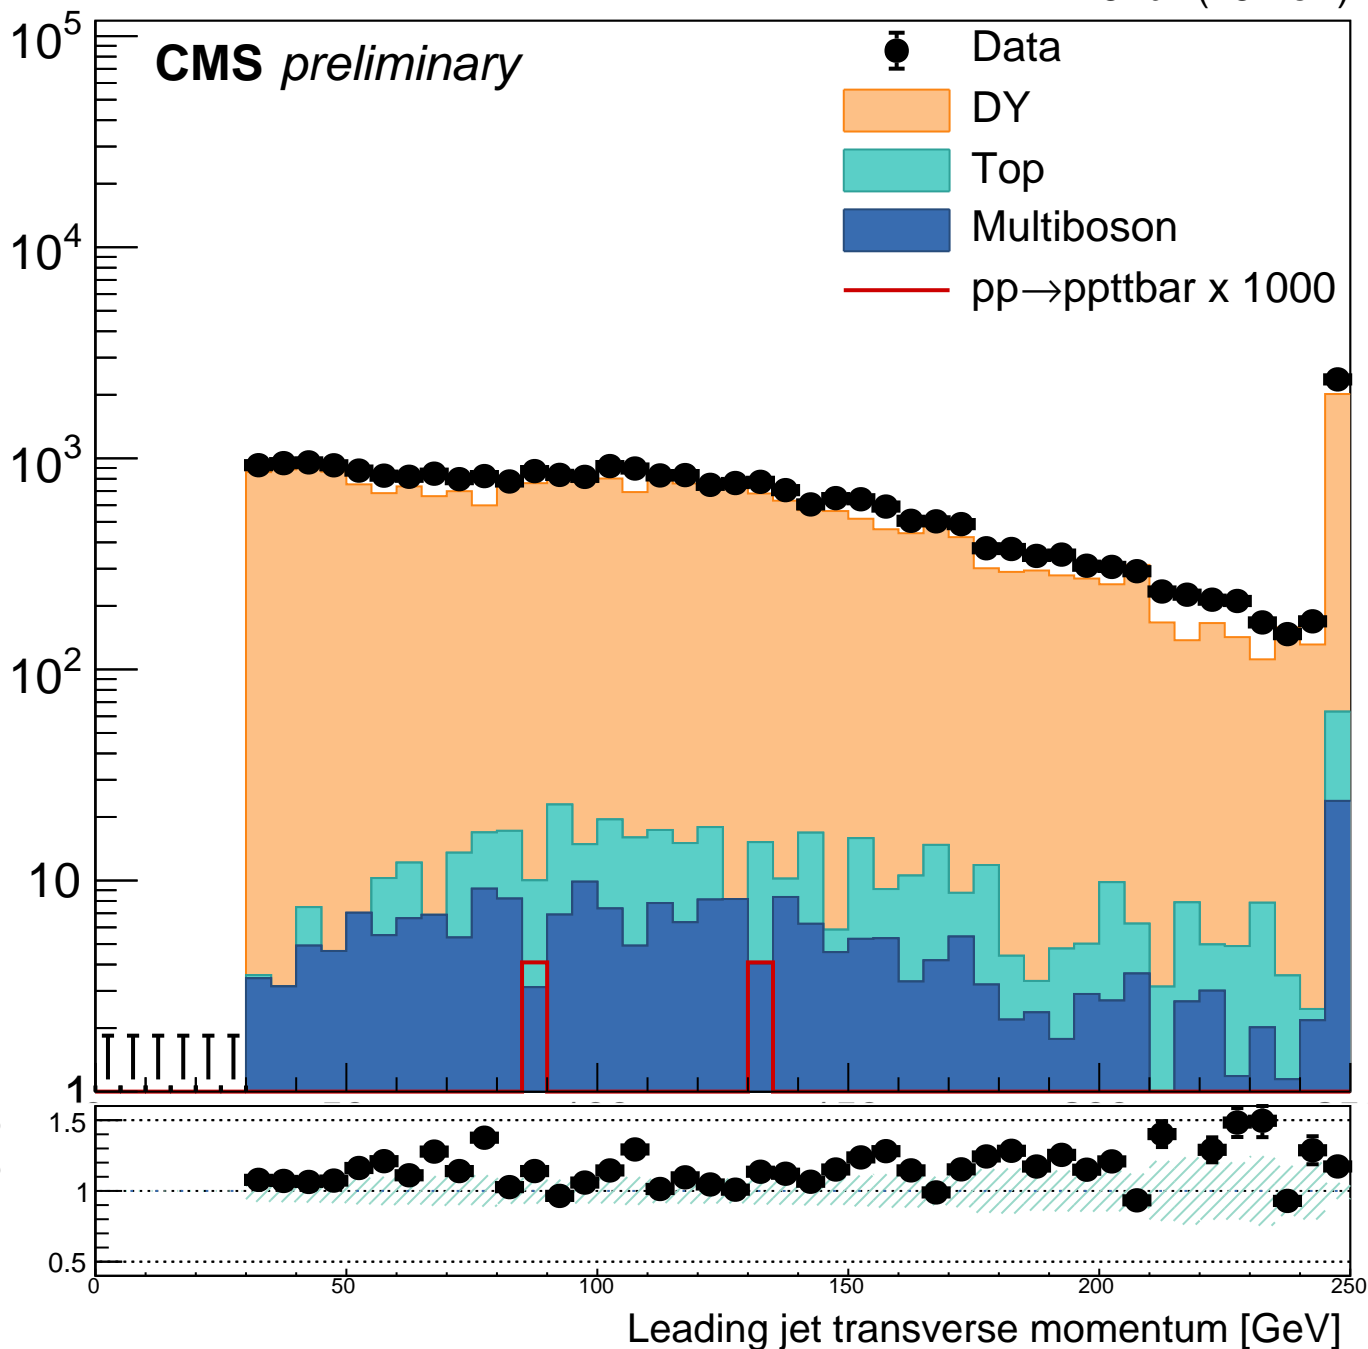 CMS preliminary
Data
DY
Top
Multiboson
pp→ppttbar x 1000
10^5
10^4
10^3
10^2
10
1
1.5
1
0.5
0 50 100 150 200 250
Leading jet transverse momentum [GeV]